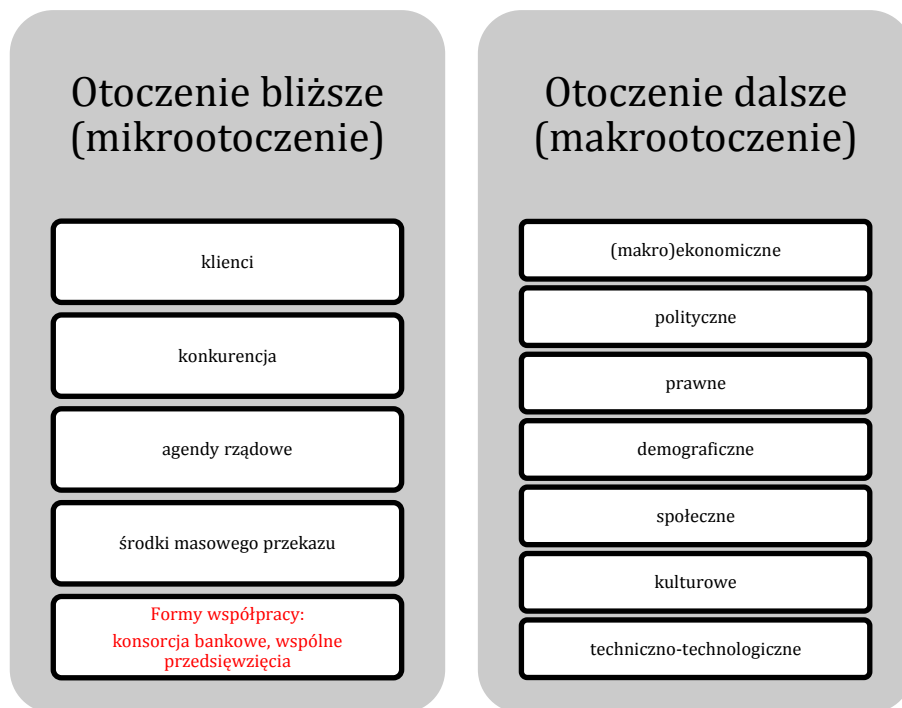 Otoczenie bliższe
(mikrootoczenie)
klienci
konkurencja
agendy rządowe
środki masowego przekazu
Formy współpracy:
konsorcja bankowe, wspólne
przedsięwzięcia
Otoczenie dalsze
(makrootoczenie)
(makro)ekonomiczne
polityczne
prawne
demograficzne
społeczne
kulturowe
techniczno-technologiczne